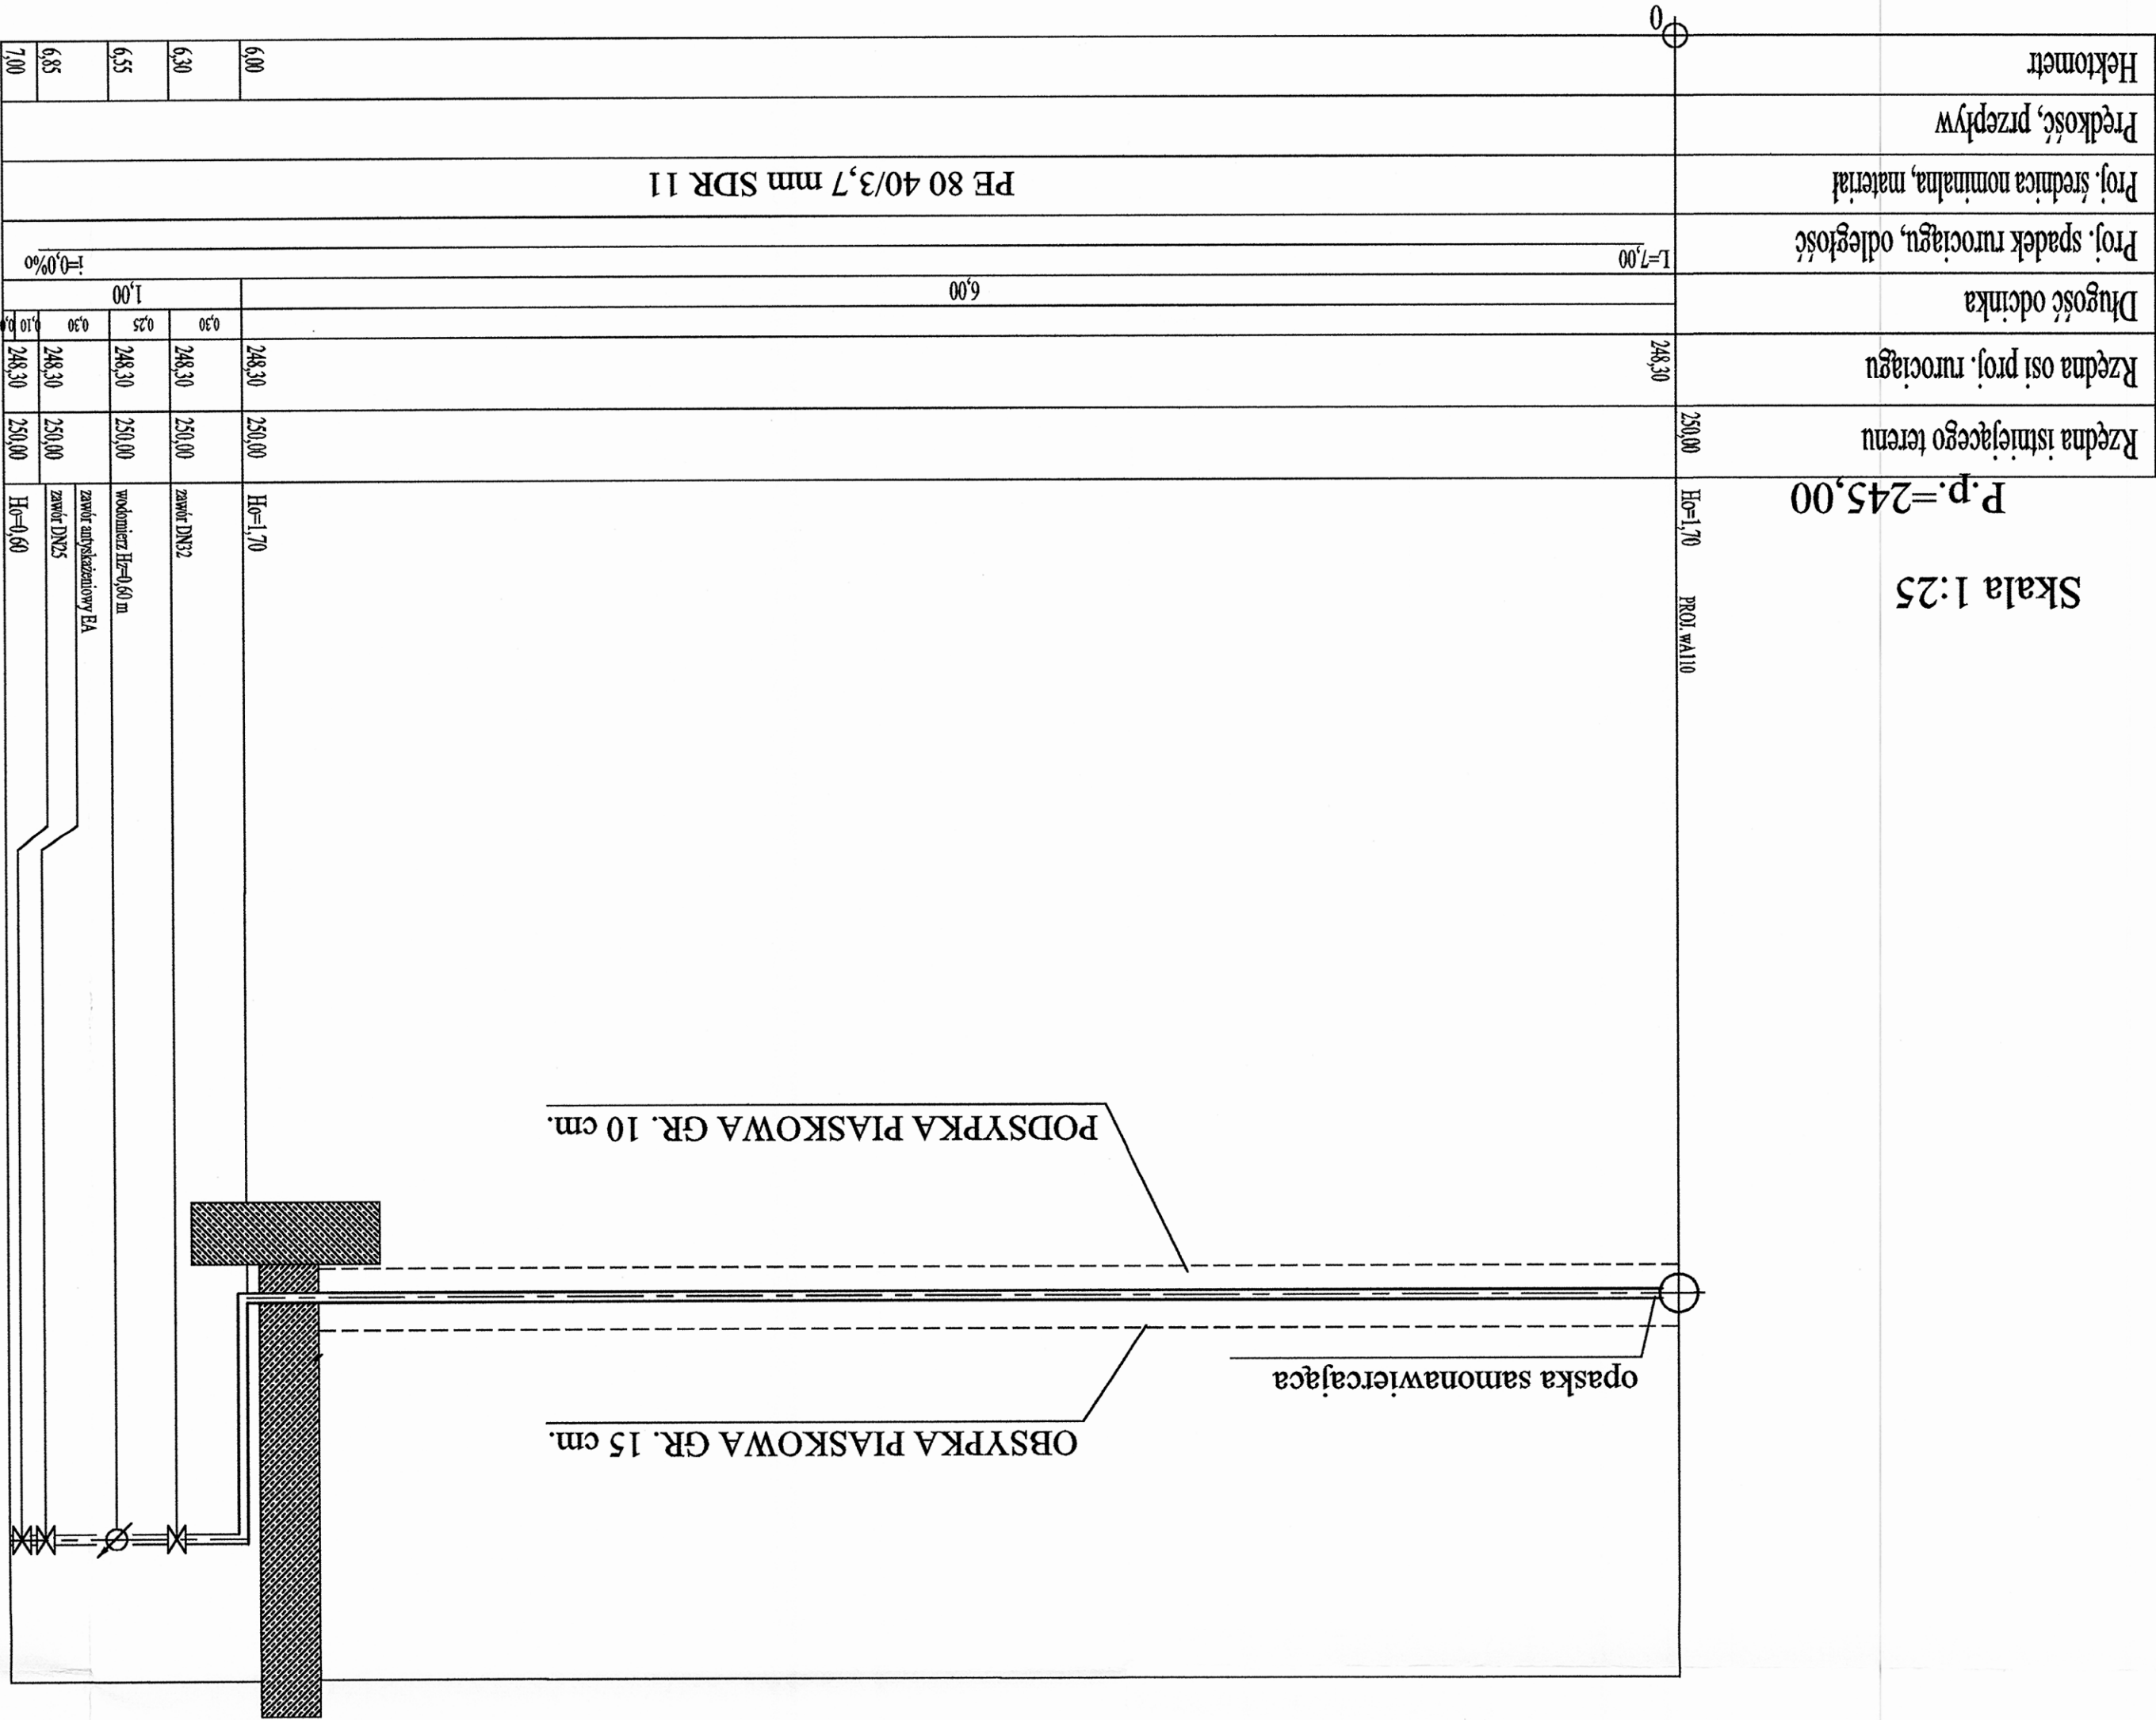 OBSYPKA PIASKOWA GR. 15 cm.
opaska samonawiercająca
PODSYPKA PIASKOWA GR. 10 cm.
Skala 1:25
P.p.=245,00
PROJ. wA110
Ho=1,70
Ho=1,70
zawór DN32
wodomierz Hz=0,60 m
zawór antyskażeniowy EA
zawór DN25
Ho=0,60
Rzędna istniejącego terenu
250,00
250,00
250,00
250,00
250,00
250,00
Rzędna osi proj. rurociągu
248,30
248,30
248,30
248,30
248,30
248,30
Długość odcinka
0,30
0,25
0,30
0,10
6,00
1,00
Proj. spadek rurociągu, odległość
L=7,00
i=0,0‰
Proj. średnica nominalna, materiał
PE 80 40/3,7 mm SDR 11
Prędkość, przepływ
Hektometr
0
6,00
6,30
6,55
6,85
7,00